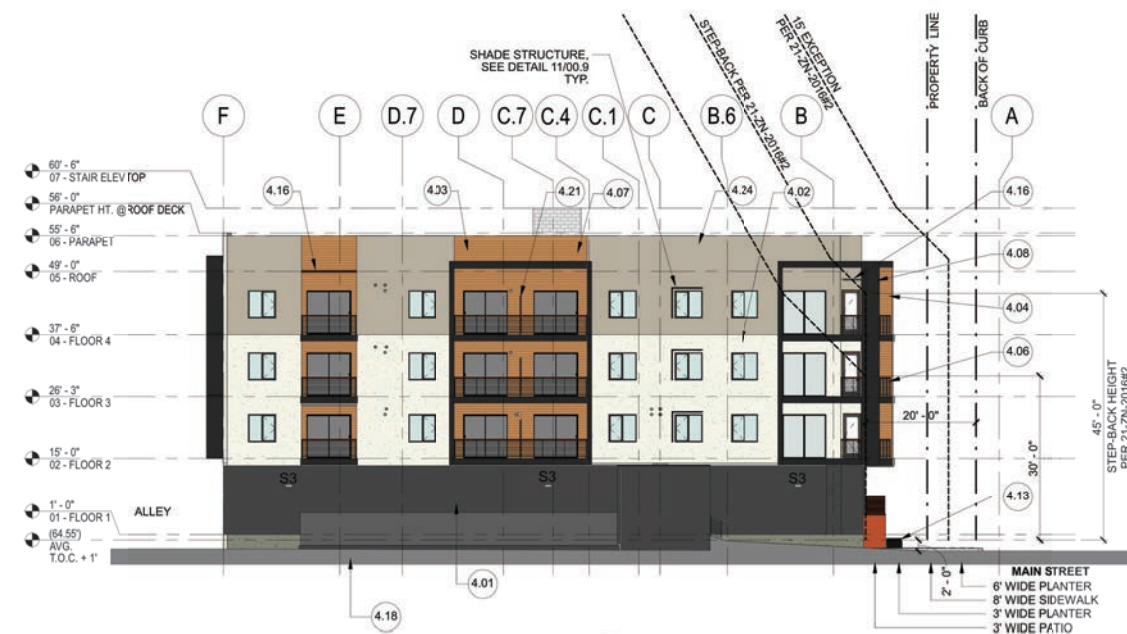 SHADE STRUCTURE,
SEE DETAIL 11/00.9
TYP.
STEP-BACK PER 21-ZN-2016#2
15' EXCEPTION
PER 21-ZN-2016#2
PROPERTY LINE
BACK OF CURB
F
E
D.7
D
C.7
C.4
C.1
C
B.6
B
A
60' - 6"
07 - STAIR ELEV TOP
56' - 0"
PARAPET HT. @ ROOF DECK
55' - 6"
06 - PARAPET
49' - 0"
05 - ROOF
37' - 6"
04 - FLOOR 4
26' - 3"
03 - FLOOR 3
15' - 0"
02 - FLOOR 2
1' - 0"
01 - FLOOR 1
(64.55')
AVG.
T.O.C. + 1'
ALLEY
4.16
4.03
4.21
4.07
4.24
4.02
4.16
4.08
4.04
4.06
4.13
20' - 0"
30' - 0"
45' - 0"
STEP-BACK HEIGHT
PER 21-ZN-2016#2
S3
S3
S3
4.01
4.18
2' - 0"
MAIN STREET
6' WIDE PLANTER
8' WIDE SIDEWALK
3' WIDE PLANTER
3' WIDE PATIO